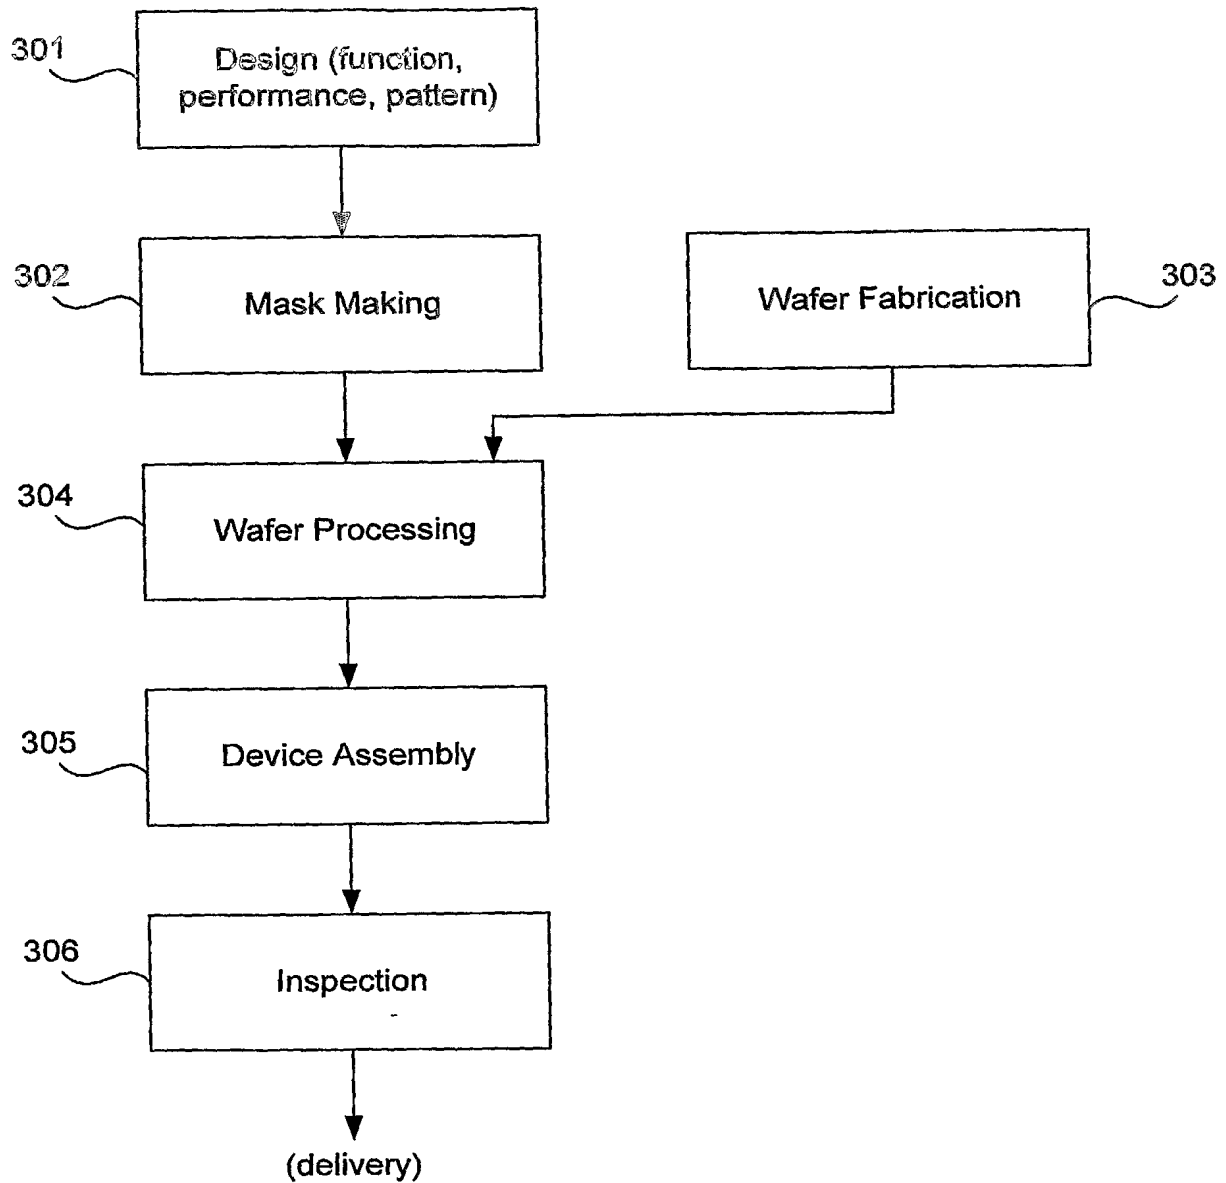 301
Design (function,
performance, pattern)
302
Mask Making
Wafer Fabrication
303
304
Wafer Processing
305
Device Assembly
306
Inspection
(delivery)